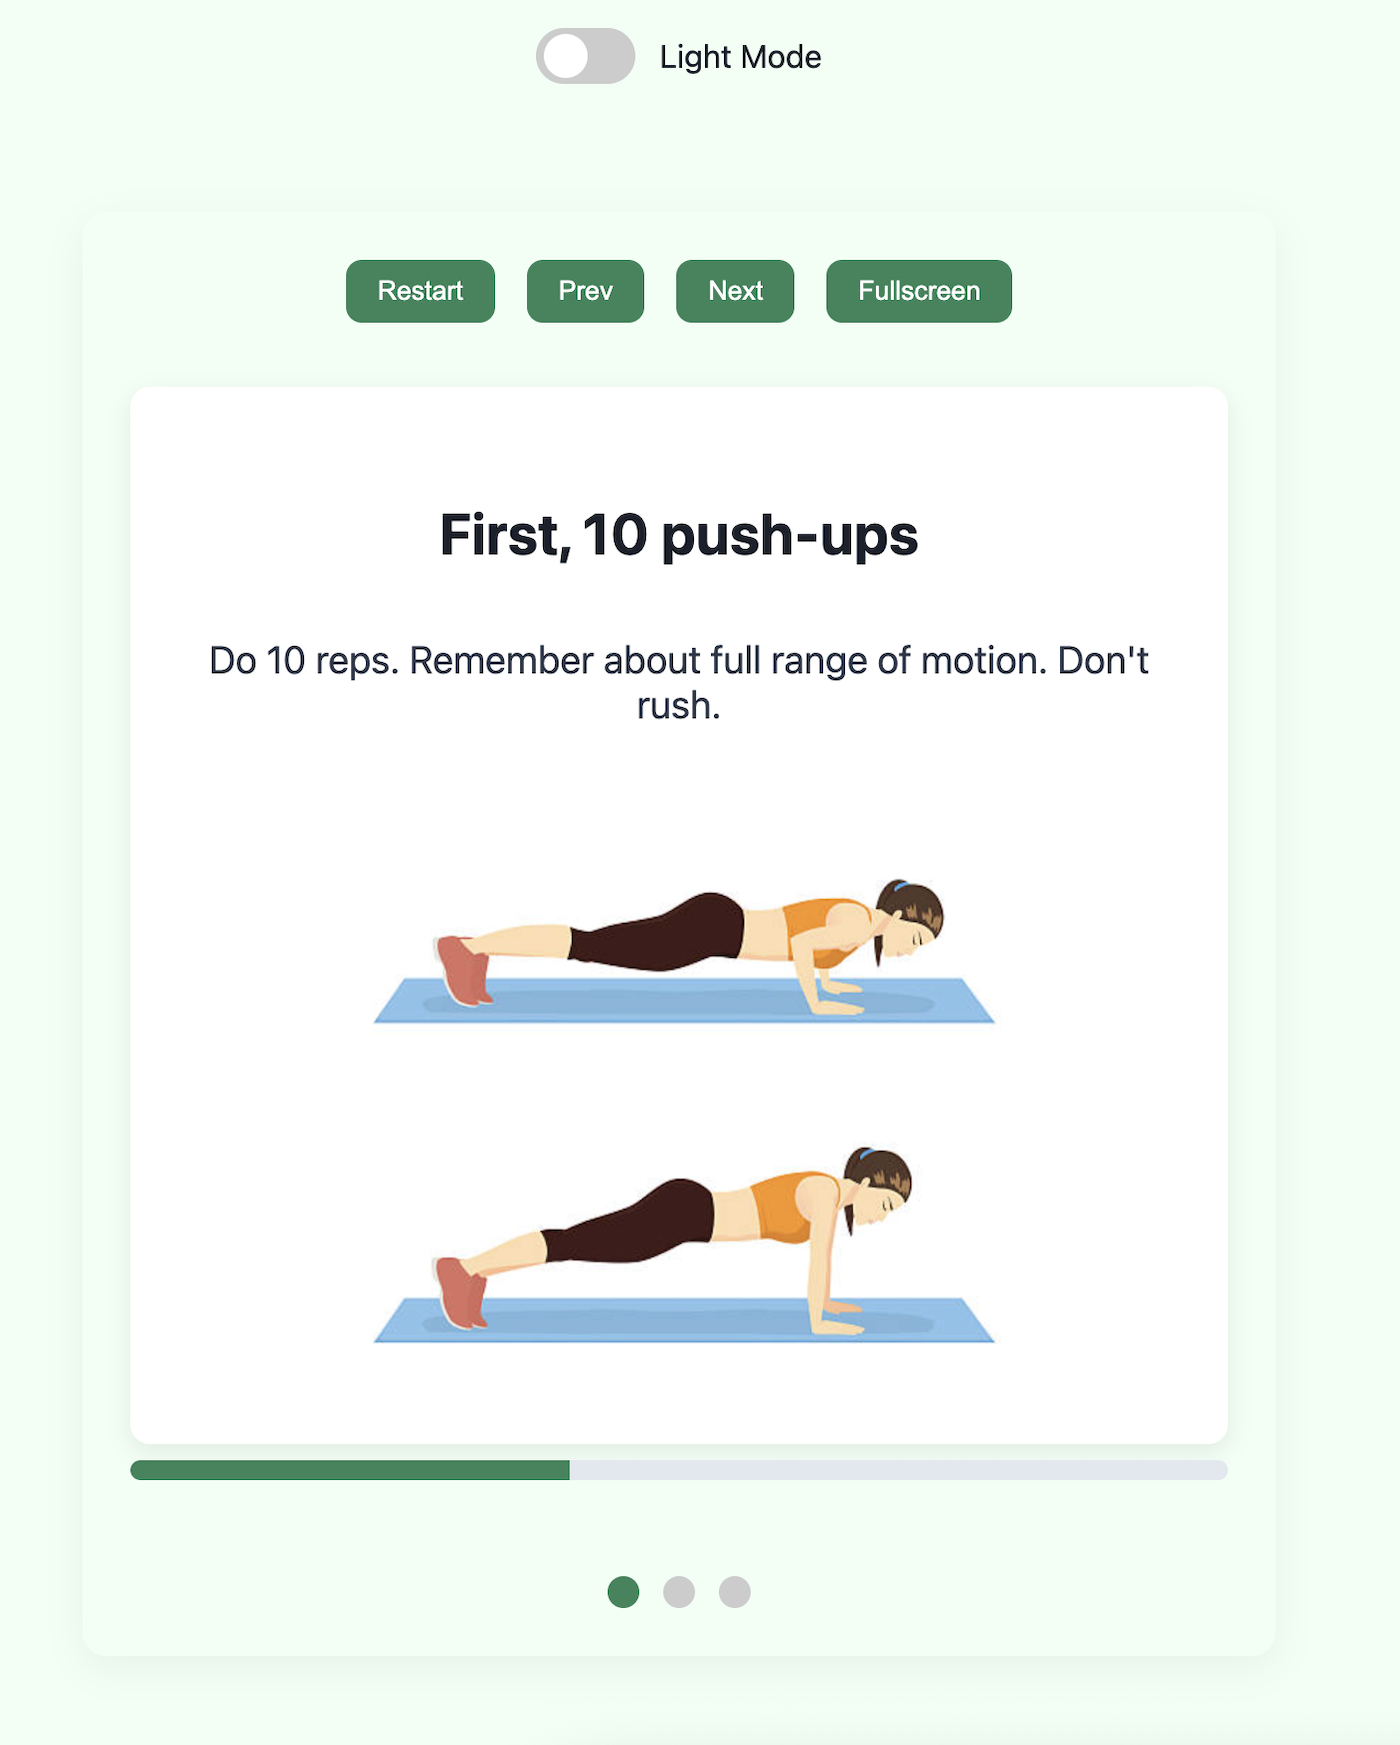 Light Mode
Restart Prev Next Fullscreen
First, 10 push-ups
Do 10 reps. Remember about full range of motion. Don't
rush.